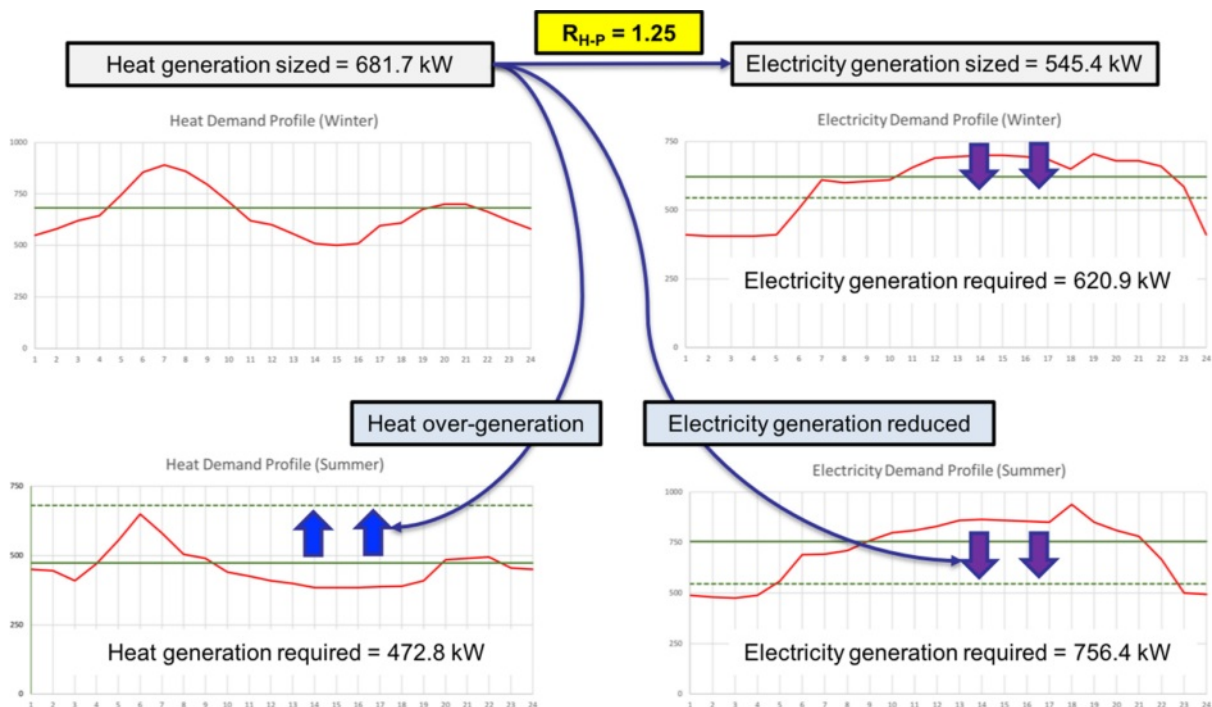 R_H-P = 1.25
Heat generation sized = 681.7 kW
Electricity generation sized = 545.4 kW
Heat Demand Profile (Winter)
1000
750
500
250
0
1 2 3 4 5 6 7 8 9 10 11 12 13 14 15 16 17 18 19 20 21 22 23 24
Electricity Demand Profile (Winter)
750
500
250
0
Electricity generation required = 620.9 kW
1 2 3 4 5 6 7 8 9 10 11 12 13 14 15 16 17 18 19 20 21 22 23 24
Heat over-generation
Electricity generation reduced
Heat Demand Profile (Summer)
750
500
250
0
Heat generation required = 472.8 kW
1 2 3 4 5 6 7 8 9 10 11 12 13 14 15 16 17 18 19 20 21 22 23 24
Electricity Demand Profile (Summer)
1000
750
500
250
0
Electricity generation required = 756.4 kW
1 2 3 4 5 6 7 8 9 10 11 12 13 14 15 16 17 18 19 20 21 22 23 24